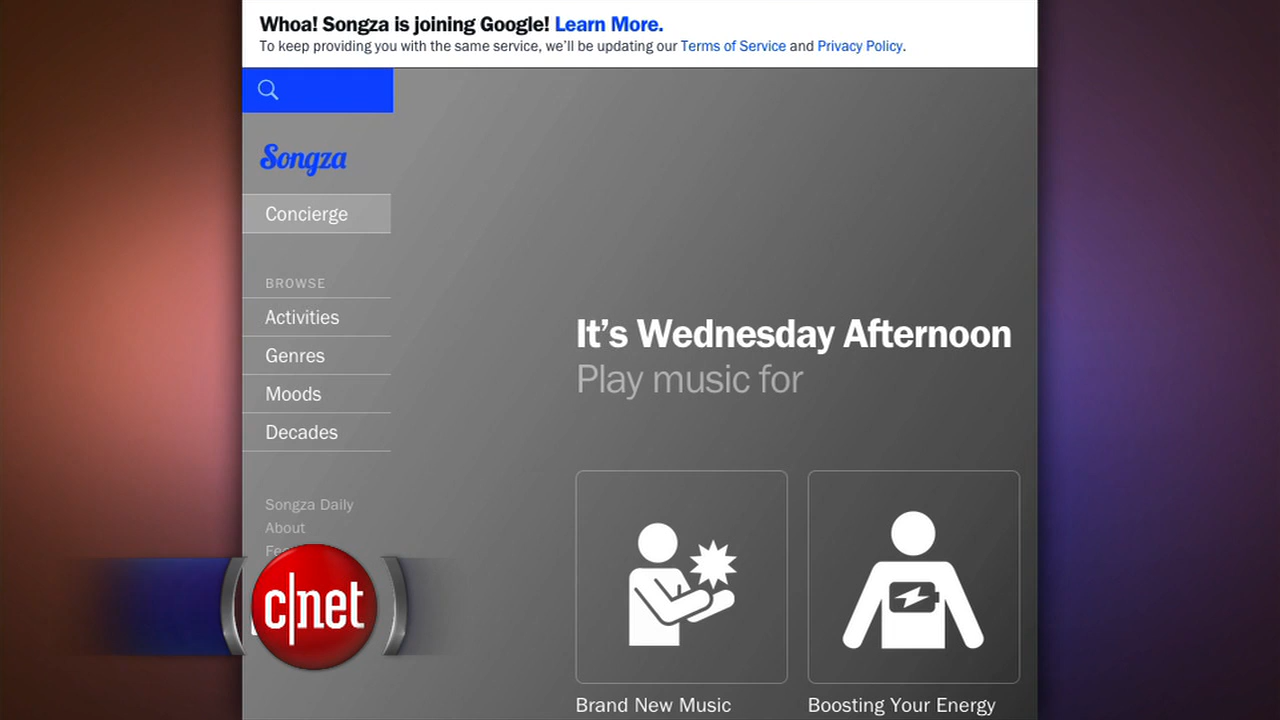 Whoa! Songza is joining Google! Learn More.
To keep providing you with the same service, we'll be updating our Terms of Service and Privacy Policy.
Songza
Concierge
BROWSE
Activities
Genres
Moods
Decades
It's Wednesday Afternoon
Play music for
Songza Daily
About
c|net
Brand New Music
Boosting Your Energy